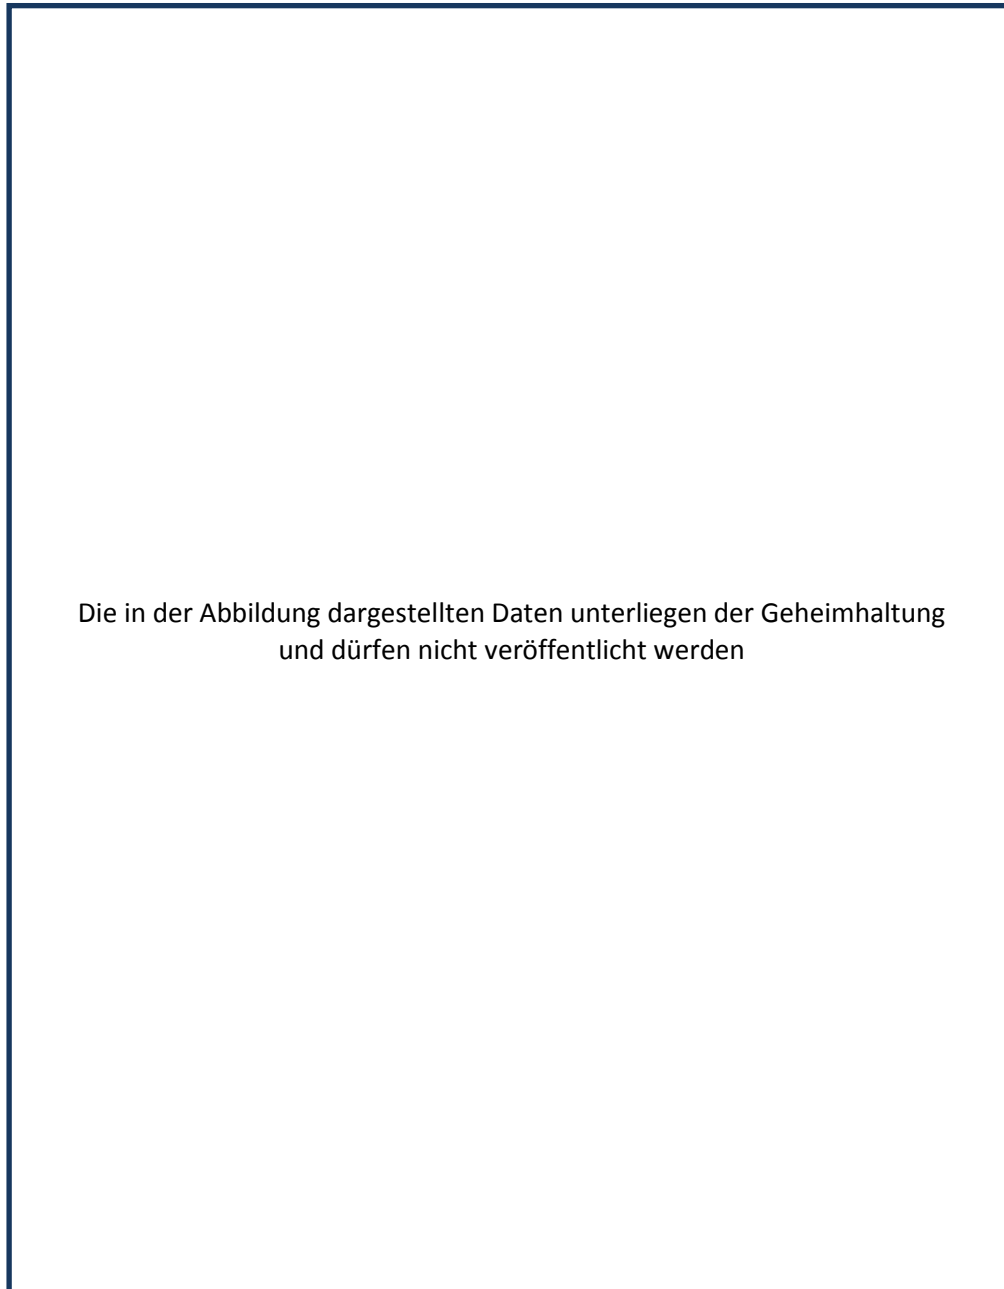 Die in der Abbildung dargestellten Daten unterliegen der Geheimhaltung
und dürfen nicht veröffentlicht werden